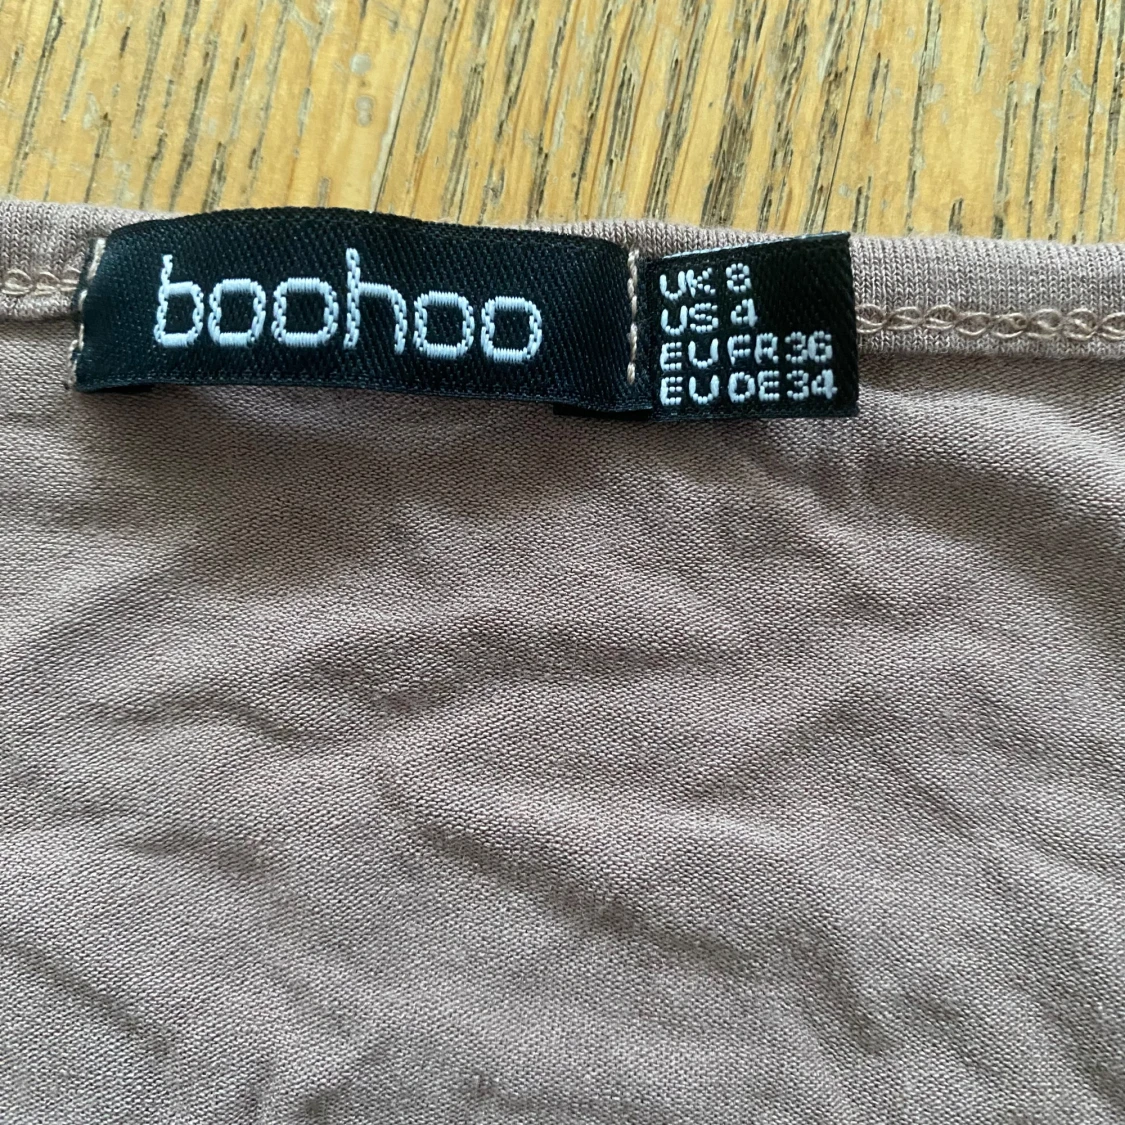 boohoo
UK 8
US 4
EU FR 36
EU DE 34